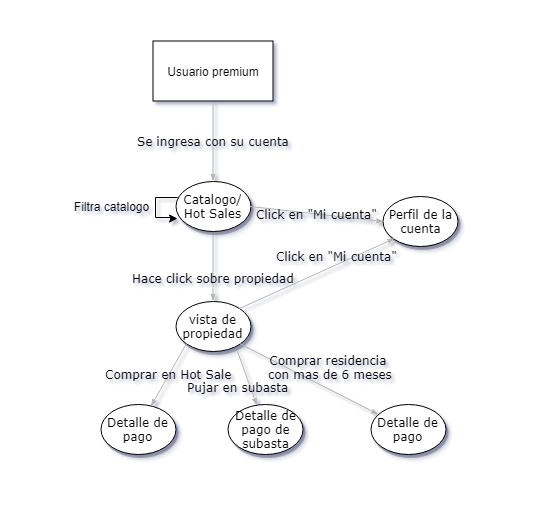 Usuario premium
Se ingresa con su cuenta
Filtra catalogo
Catalogo/
Hot Sales
Click en "Mi cuenta"
Perfil de la
cuenta
Click en "Mi cuenta"
Hace click sobre propiedad
vista de
propiedad
Comprar en Hot Sale
Pujar en subasta
Comprar residencia
con mas de 6 meses
Detalle de
pago
Detalle de
pago de
subasta
Detalle de
pago